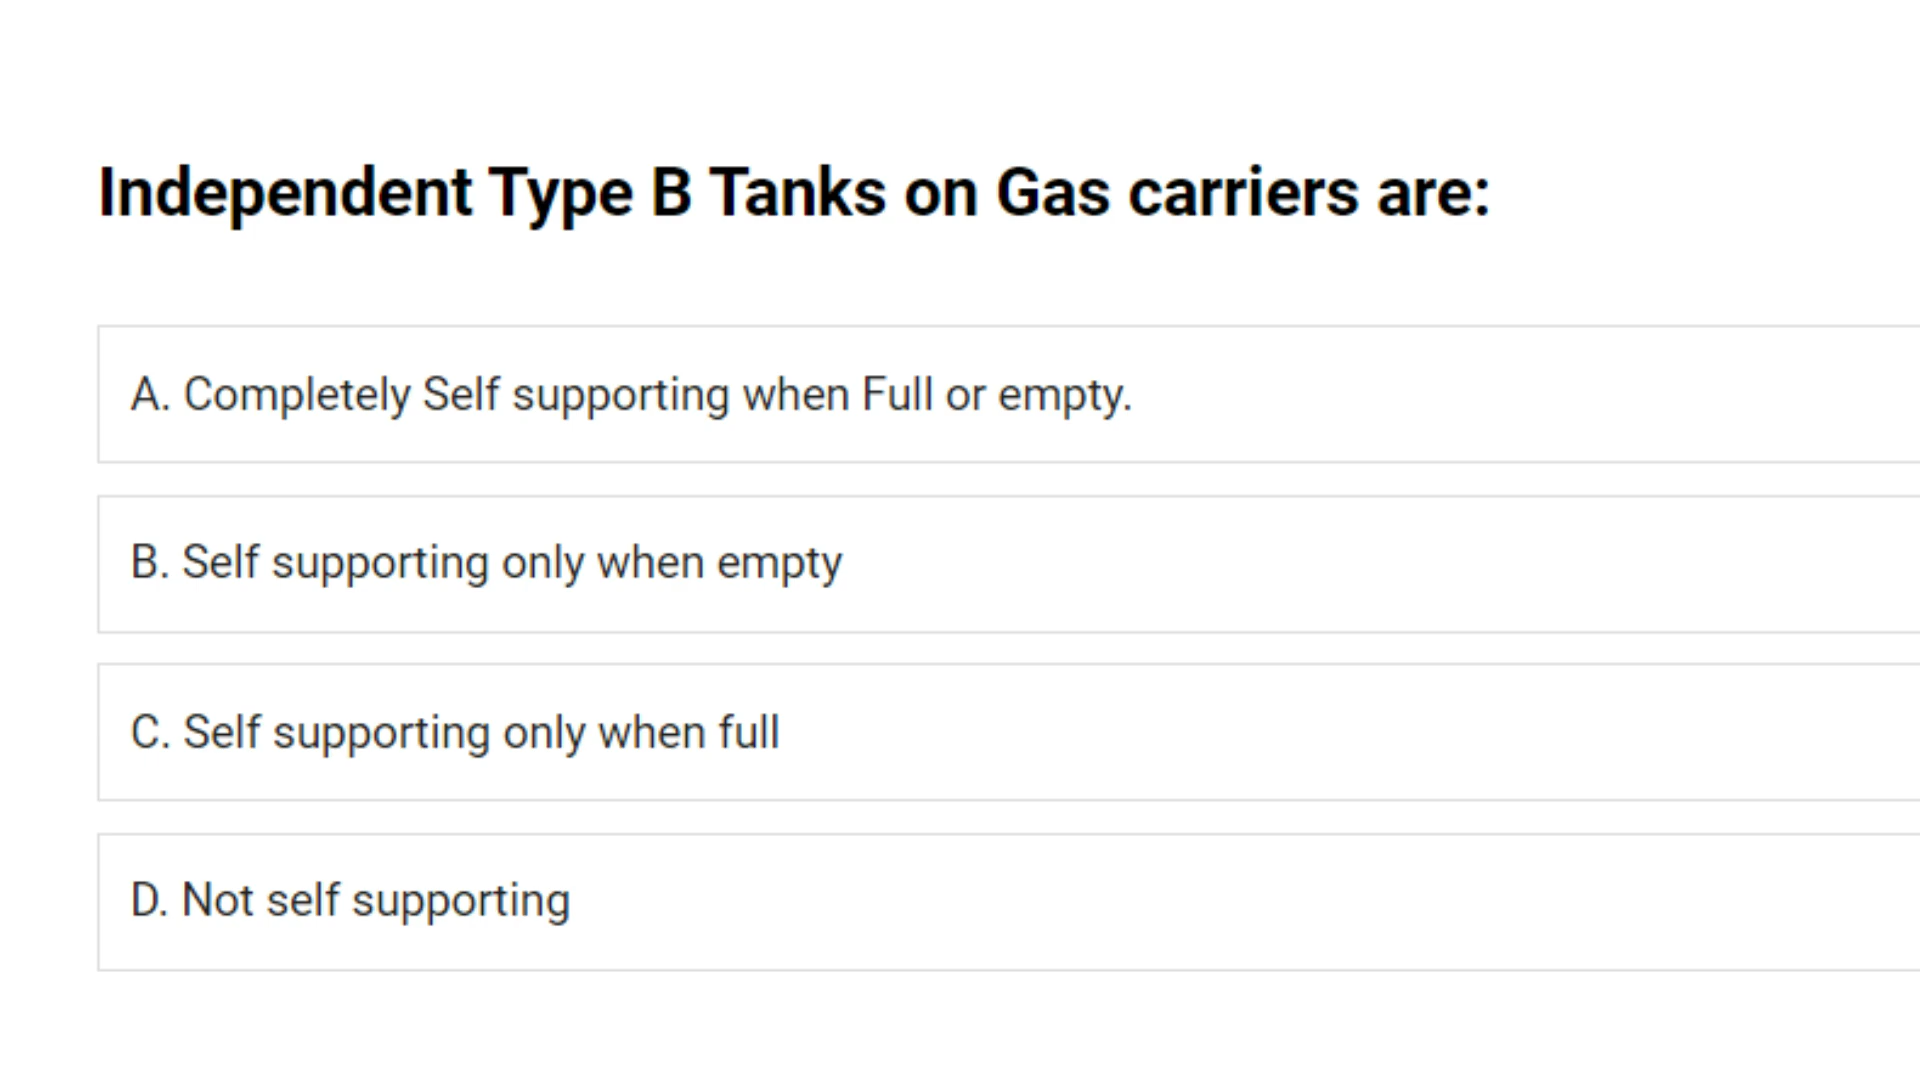 Independent Type B Tanks on Gas carriers are:
A. Completely Self supporting when Full or empty.
B. Self supporting only when empty
C. Self supporting only when full
D. Not self supporting